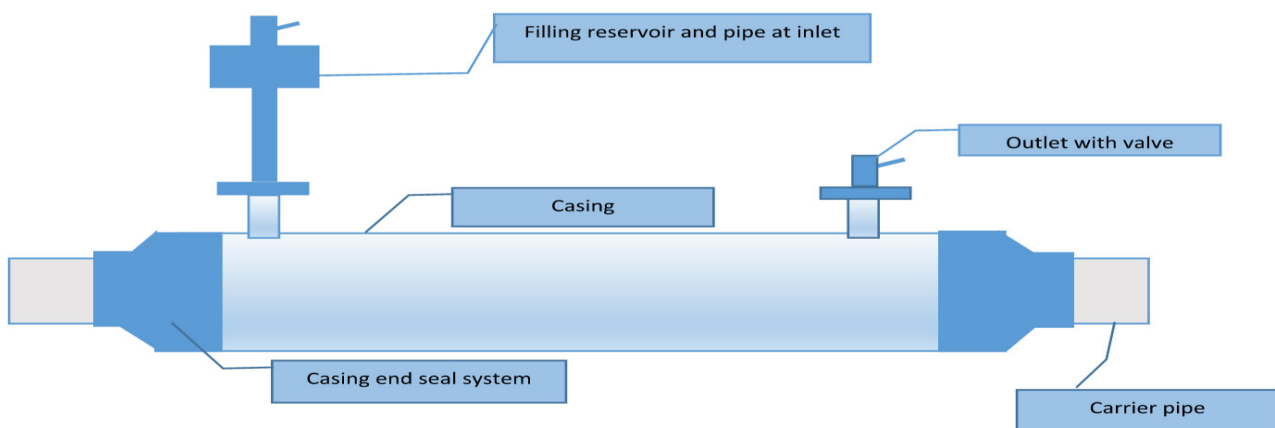 Filling reservoir and pipe at inlet
Outlet with valve
Casing
Casing end seal system
Carrier pipe